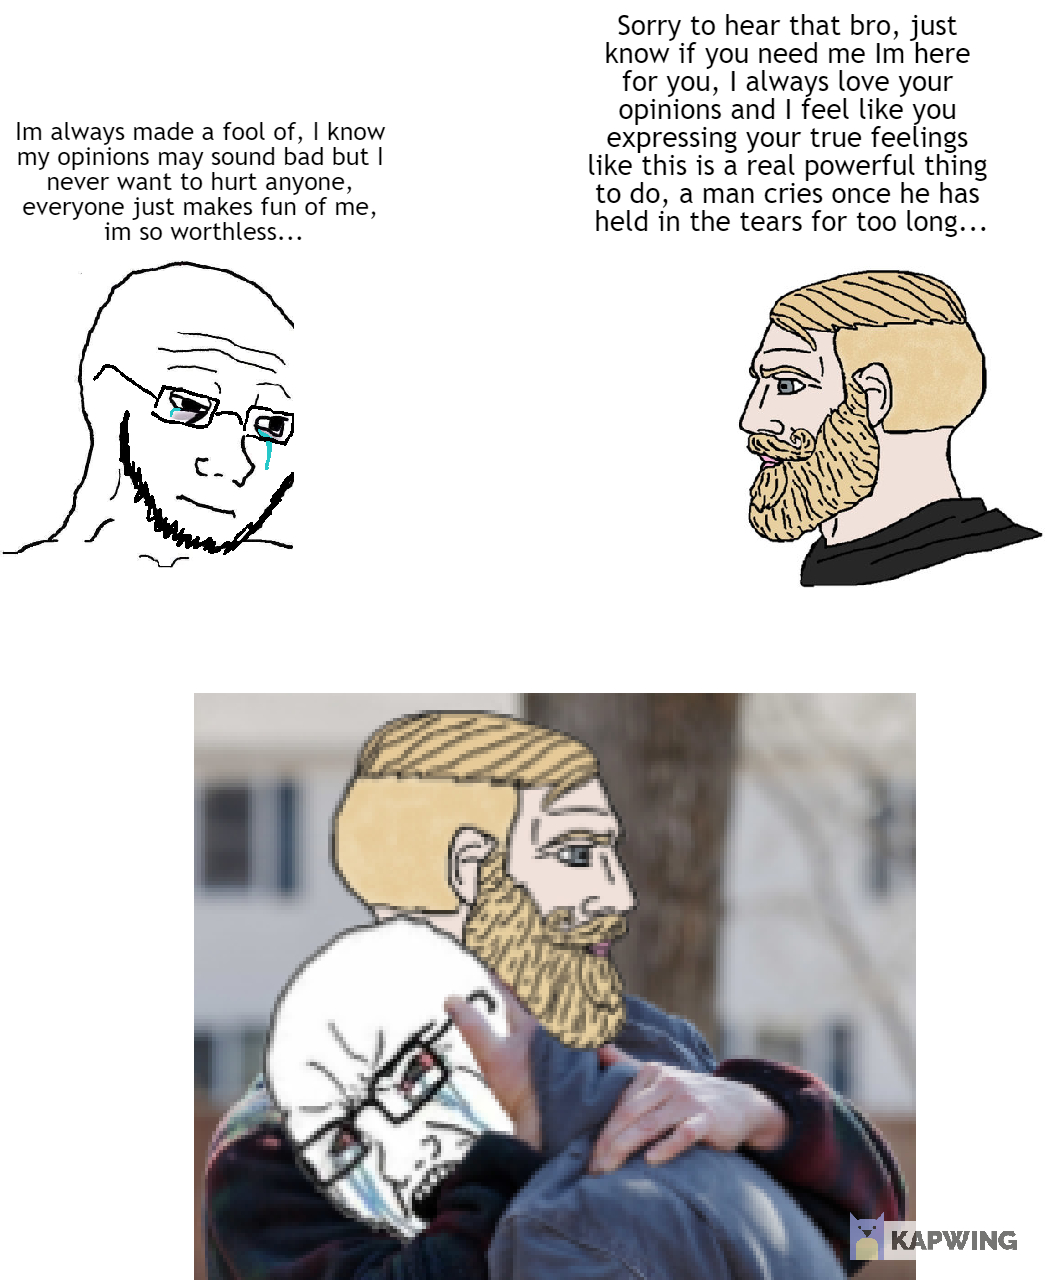 Im always made a fool of, I know
my opinions may sound bad but I
never want to hurt anyone,
everyone just makes fun of me,
im so worthless...
Sorry to hear that bro, just
know if you need me Im here
for you, I always love your
opinions and I feel like you
expressing your true feelings
like this is a real powerful thing
to do, a man cries once he has
held in the tears for too long...
KAPWING